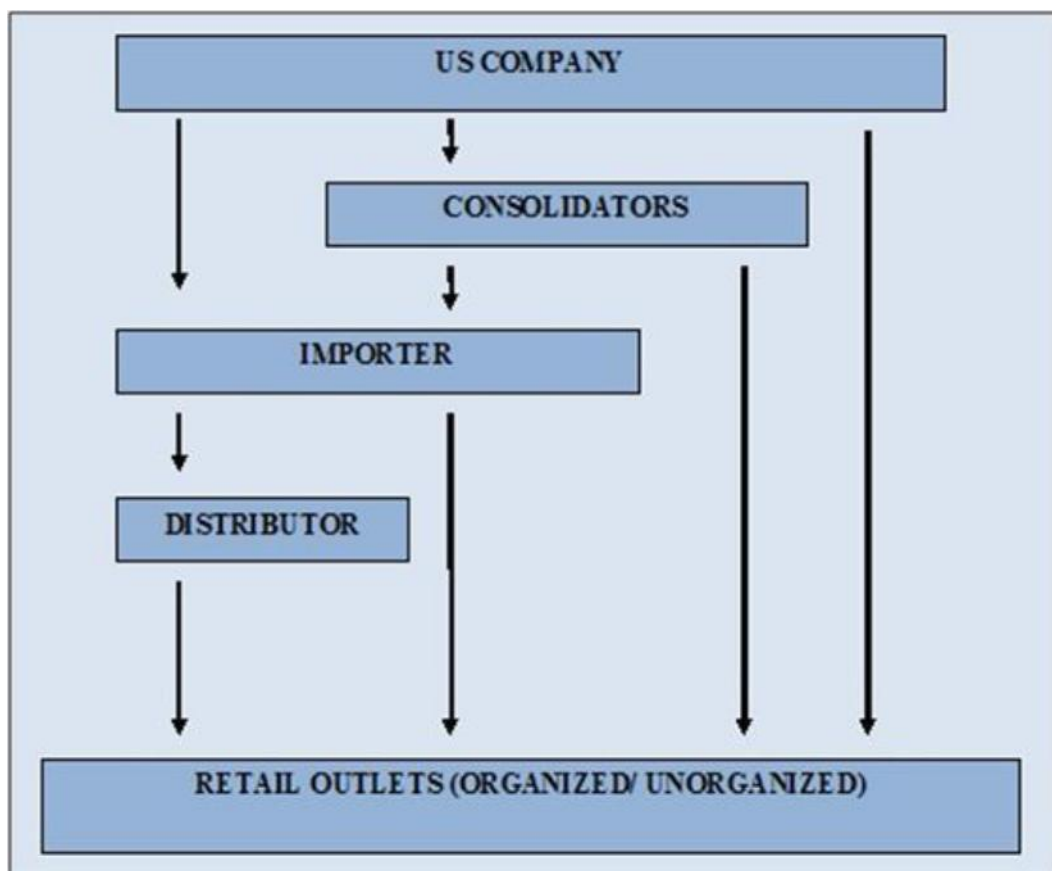 US COMPANY
CONSOLIDATORS
IMPORTER
DISTRIBUTOR
RETAIL OUTLETS (ORGANIZED/ UNORGANIZED)